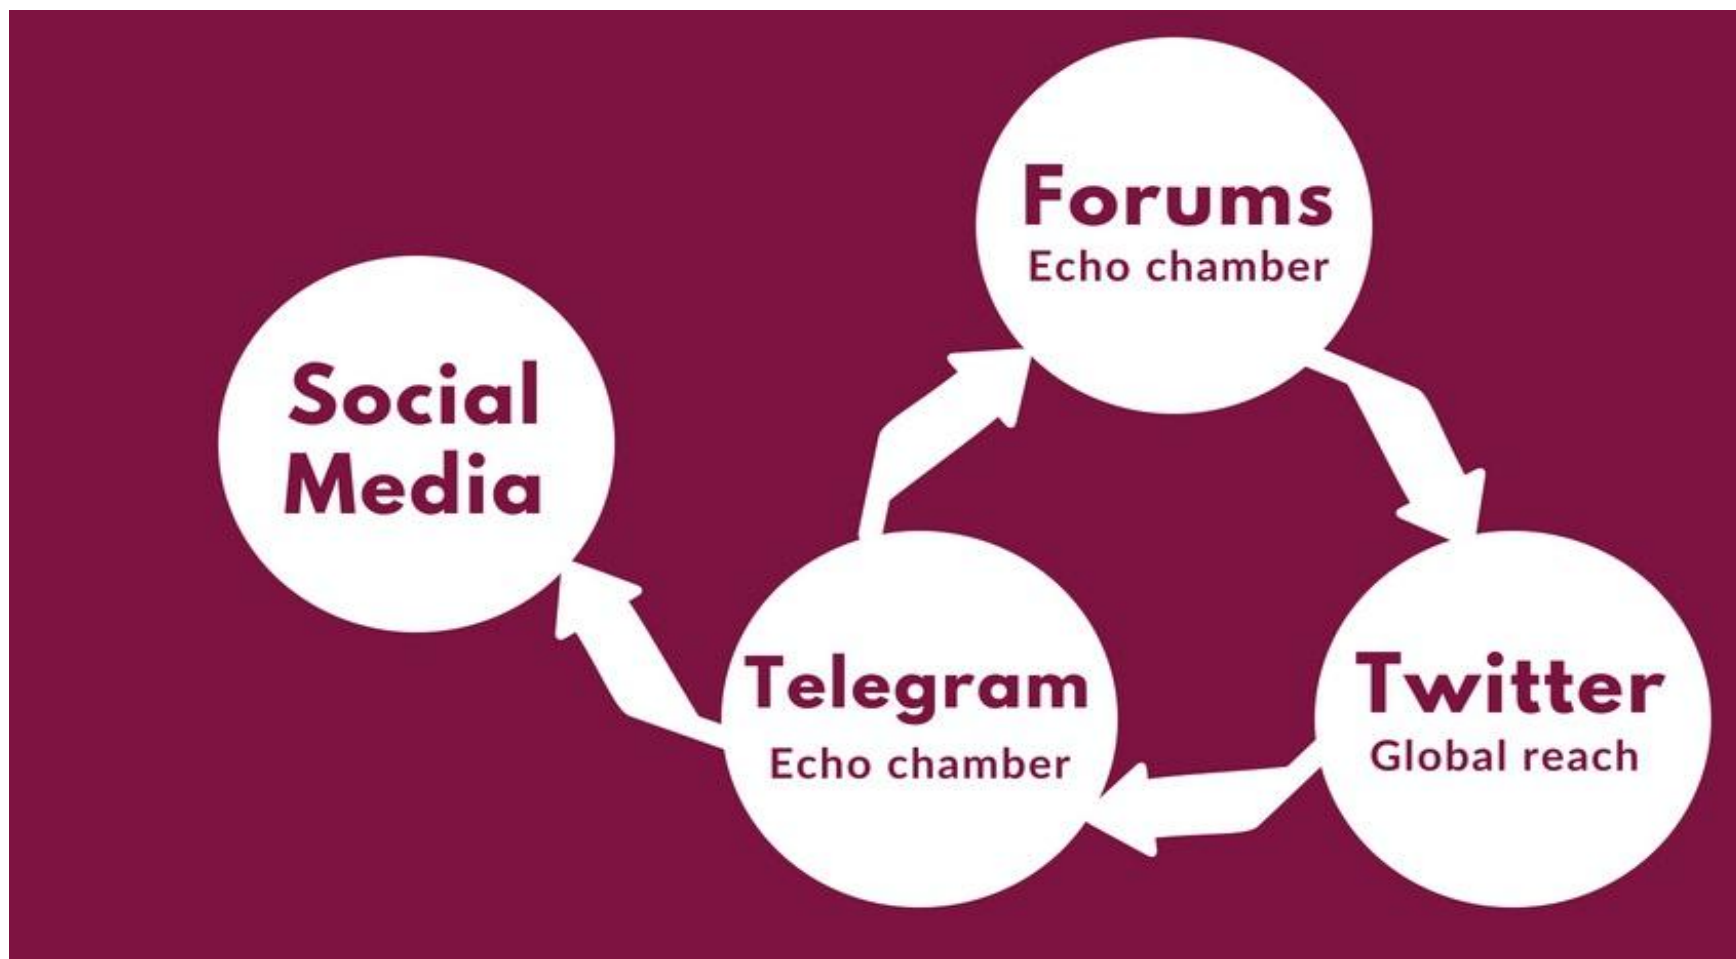 Forums
Echo chamber
Social
Media
Telegram
Echo chamber
Twitter
Global reach